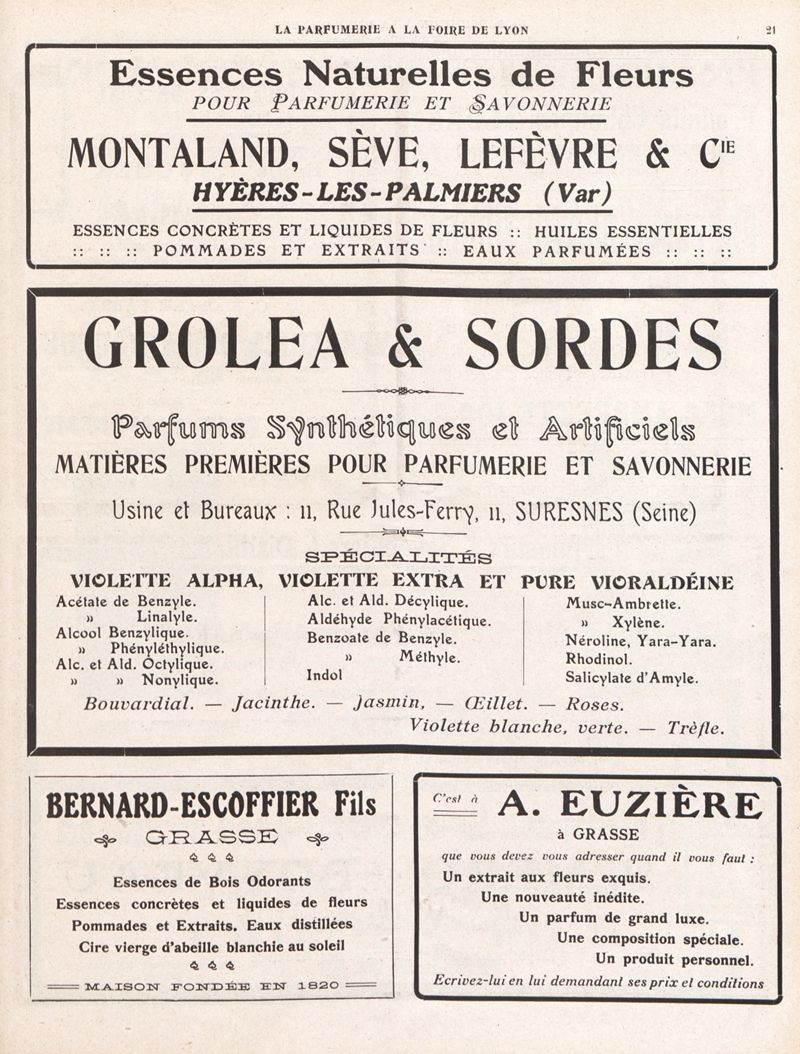 LA PARFUMERIE A LA FOIRE DE LYON 21
Essences Naturelles de Fleurs
POUR PARFUMERIE ET SAVONNERIE
MONTALAND, SÈVE, LEFÈVRE & CIE
HYÈRES-LES-PALMIERS (Var)
ESSENCES CONCRÈTES ET LIQUIDES DE FLEURS :: HUILES ESSENTIELLES
:: :: :: POMMADES ET EXTRAITS :: EAUX PARFUMÉES :: :: ::
GROLEA & SORDES
Parfums Synthétiques et Artificiels
MATIÈRES PREMIÈRES POUR PARFUMERIE ET SAVONNERIE
Usine et Bureaux : 11, Rue Jules-Ferry, 11, SURESNES (Seine)
SPÉCIALITÉS
VIOLETTE ALPHA, VIOLETTE EXTRA ET PURE VIORALDÉINE
Acétate de Benzyle.
» Linalyle.
Alcool Benzylique.
» Phényléthylique.
Alc. et Ald. Octylique.
» » Nonylique.
Alc. et Ald. Décylique.
Aldéhyde Phénylacétique.
Benzoate de Benzyle.
» Méthyle.
Indol
Musc-Ambrette.
» Xylène.
Néroline, Yara-Yara.
Rhodinol.
Salicylate d'Amyle.
Bouvardial. — Jacinthe. — Jasmin, — Œillet. — Roses.
Violette blanche, verte. — Trèfle.
BERNARD-ESCOFFIER Fils
GRASSE
Essences de Bois Odorants
Essences concrètes et liquides de fleurs
Pommades et Extraits. Eaux distillées
Cire vierge d'abeille blanchie au soleil
MAISON FONDÉE EN 1820
C'est à A. EUZIÈRE
à GRASSE
que vous devez vous adresser quand il vous faut :
Un extrait aux fleurs exquis.
Une nouveauté inédite.
Un parfum de grand luxe.
Une composition spéciale.
Un produit personnel.
Ecrivez-lui en lui demandant ses prix et conditions